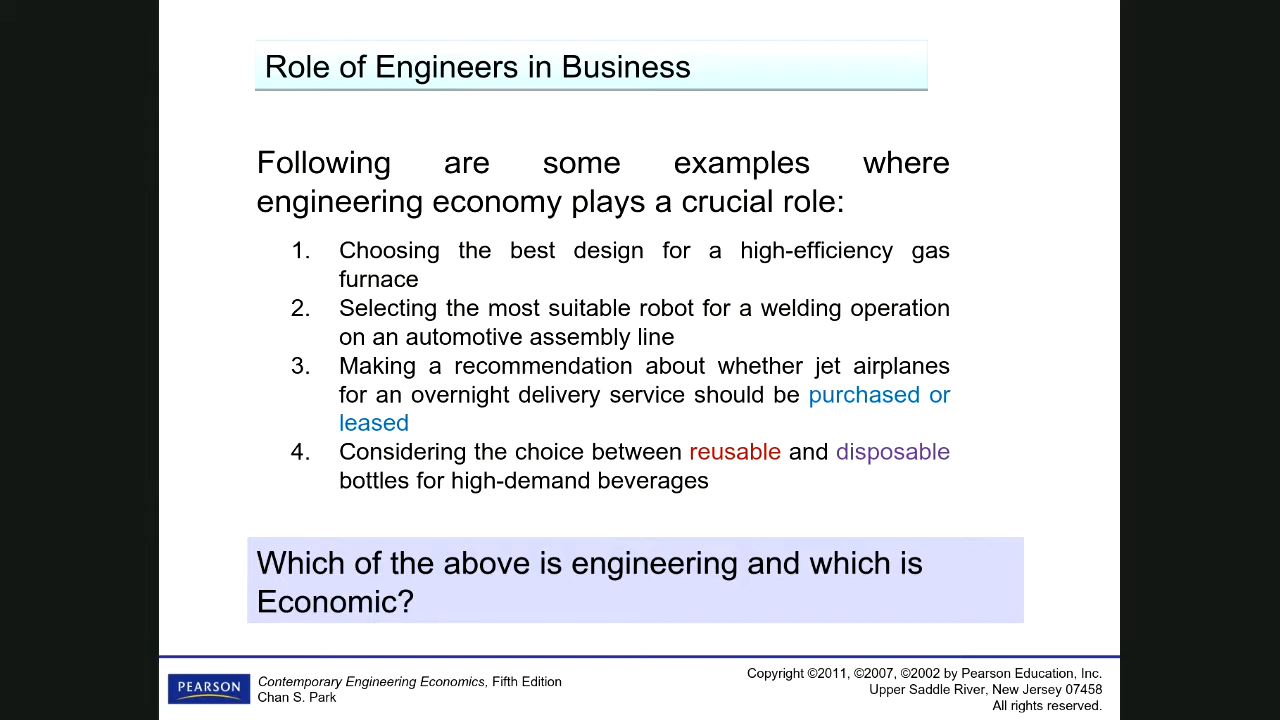 Role of Engineers in Business
Following are some examples where
engineering economy plays a crucial role:
1. Choosing the best design for a high-efficiency gas
furnace
2. Selecting the most suitable robot for a welding operation
on an automotive assembly line
3. Making a recommendation about whether jet airplanes
for an overnight delivery service should be purchased or
leased
4. Considering the choice between reusable and disposable
bottles for high-demand beverages
Which of the above is engineering and which is
Economic?
PEARSON
Contemporary Engineering Economics, Fifth Edition
Chan S. Park
Copyright ©2011, ©2007, ©2002 by Pearson Education, Inc.
Upper Saddle River, New Jersey 07458
All rights reserved.